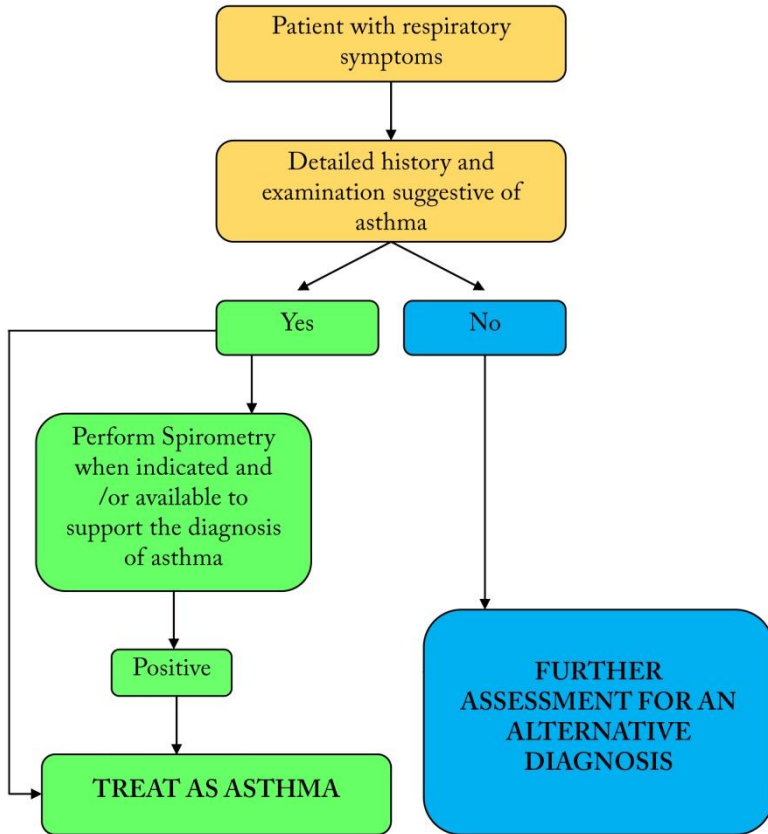 Patient with respiratory
symptoms
Detailed history and
examination suggestive of
asthma
Yes
No
Perform Spirometry
when indicated and
/or available to
support the diagnosis
of asthma
Positive
FURTHER
ASSESSMENT FOR AN
ALTERNATIVE
DIAGNOSIS
TREAT AS ASTHMA